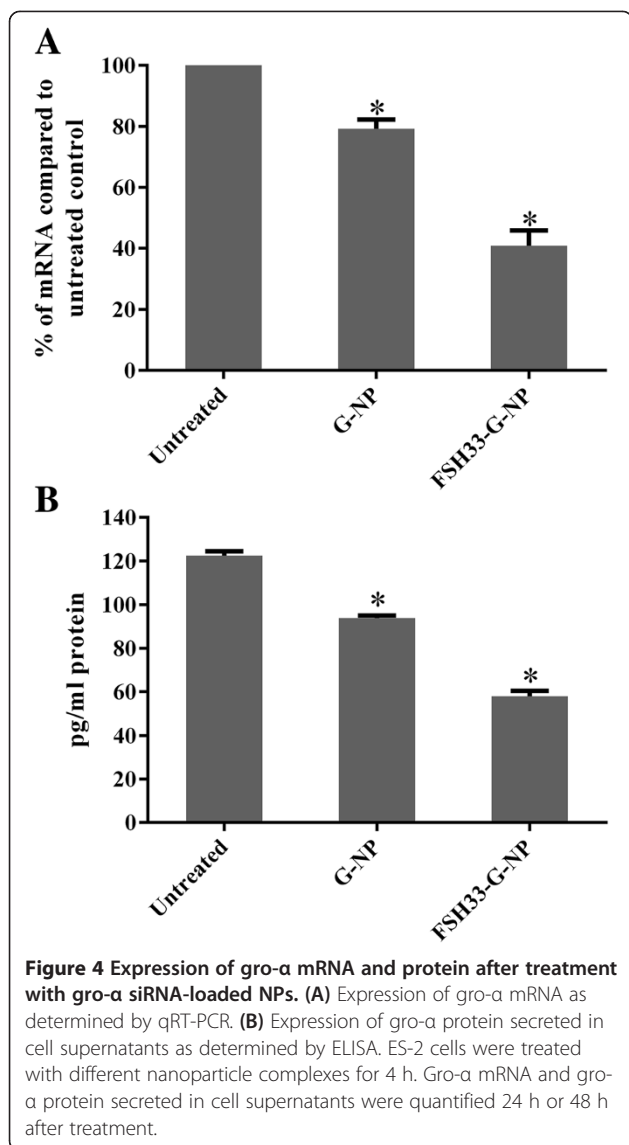 A
100
80
60
40
20
0
% of mRNA compared to
untreated control
*
*
Untreated
G-NP
FSH33-G-NP
B
140
120
100
80
60
40
20
0
pg/ml protein
*
*
Untreated
G-NP
FSH33-G-NP
Figure 4 Expression of gro-α mRNA and protein after treatment
with gro-α siRNA-loaded NPs. (A) Expression of gro-α mRNA as
determined by qRT-PCR. (B) Expression of gro-α protein secreted in
cell supernatants as determined by ELISA. ES-2 cells were treated
with different nanoparticle complexes for 4 h. Gro-α mRNA and gro-
α protein secreted in cell supernatants were quantified 24 h or 48 h
after treatment.